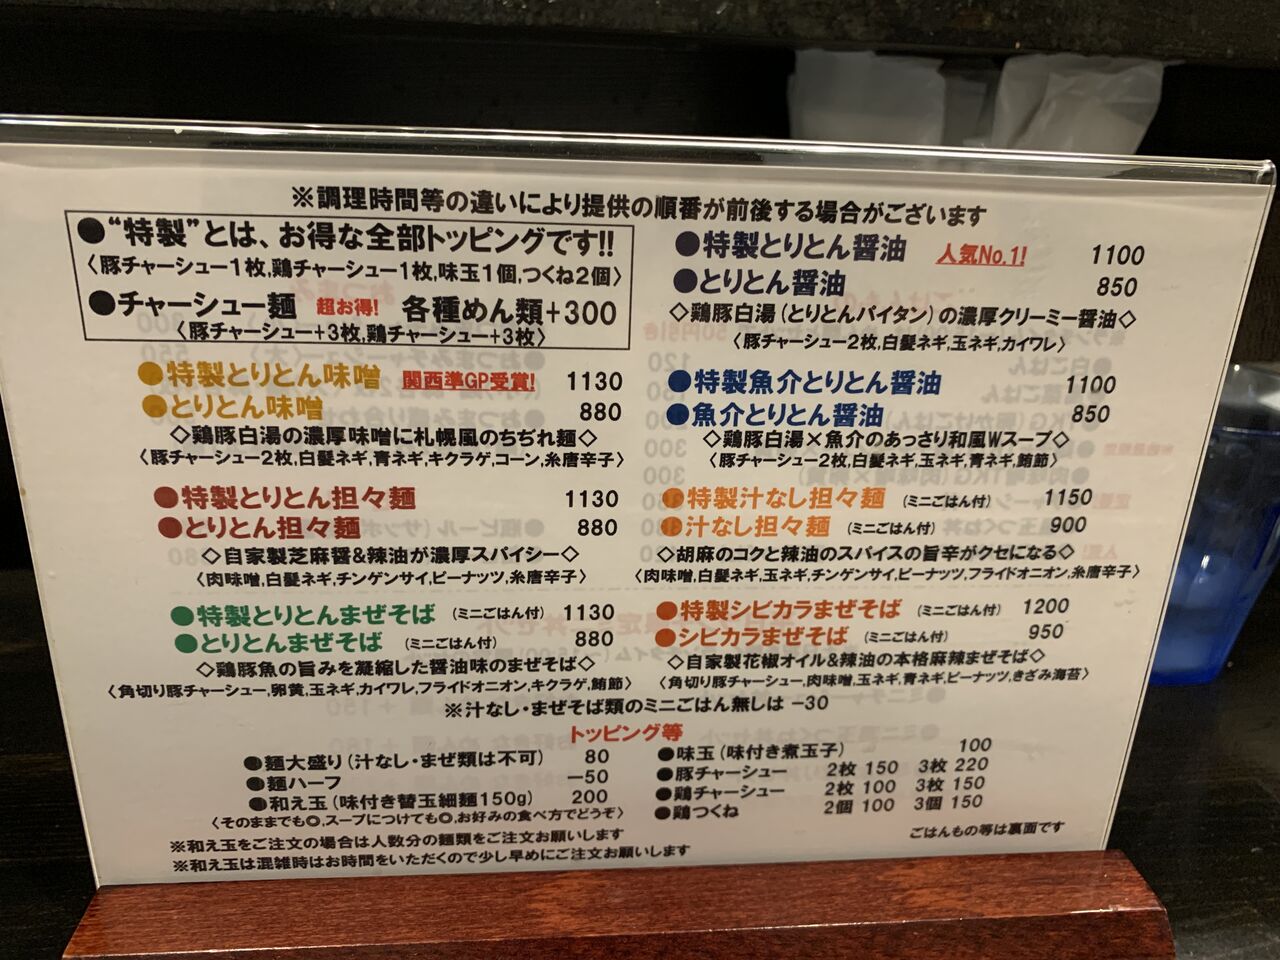 ※調理時間等の違いにより提供の順番が前後する場合がございます
●“特製”とは、お得な全部トッピングです!!
〈豚チャーシュー1枚,鶏チャーシュー1枚,味玉1個,つくね2個〉
●チャーシュー麺 超お得! 各種めん類+300
〈豚チャーシュー+3枚,鶏チャーシュー+3枚〉
●特製とりとん醤油 人気No.1! 1100
●とりとん醤油 850
◇鶏豚白湯(とりとんパイタン)の濃厚クリーミー醤油◇
〈豚チャーシュー2枚,白髪ネギ,玉ネギ,カイワレ〉
●特製とりとん味噌 関西準GP受賞! 1130
●とりとん味噌 880
◇鶏豚白湯の濃厚味噌に札幌風のちぢれ麺◇
〈豚チャーシュー2枚,白髪ネギ,青ネギ,キクラゲ,コーン,糸唐辛子〉
●特製魚介とりとん醤油 1100
●魚介とりとん醤油 850
◇鶏豚白湯×魚介のあっさり和風Wスープ◇
〈豚チャーシュー2枚,白髪ネギ,玉ネギ,青ネギ,鮪節〉
●特製とりとん担々麺 1130
●とりとん担々麺 880
◇自家製芝麻醤&辣油が濃厚スパイシー◇
〈肉味噌,白髪ネギ,チンゲンサイ,ピーナッツ,糸唐辛子〉
●特製汁なし担々麺 (ミニごはん付) 1150
●汁なし担々麺 (ミニごはん付) 900
◇胡麻のコクと辣油のスパイスの旨辛がクセになる◇
〈肉味噌,白髪ネギ,玉ネギ,チンゲンサイ,ピーナッツ,フライドオニオン,糸唐辛子〉
●特製とりとんまぜそば (ミニごはん付) 1130
●とりとんまぜそば (ミニごはん付) 880
◇鶏豚魚の旨みを凝縮した醤油味のまぜそば◇
〈角切り豚チャーシュー,卵黄,玉ネギ,カイワレ,フライドオニオン,キクラゲ,鮪節〉
●特製シビカラまぜそば (ミニごはん付) 1200
●シビカラまぜそば (ミニごはん付) 950
◇自家製花椒オイル&辣油の本格麻辣まぜそば◇
〈角切り豚チャーシュー,肉味噌,玉ネギ,青ネギ,ピーナッツ,きざみ海苔〉
※汁なし・まぜそば類のミニごはん無しは -30
トッピング等
●麺大盛り(汁なし・まぜ類は不可) 80
●麺ハーフ -50
●和え玉(味付き替玉細麺150g) 200
〈そのままでも◎,スープにつけても◎,お好みの食べ方でどうぞ〉
※和え玉をご注文の場合は人数分の麺類をご注文お願いします
※和え玉は混雑時はお時間をいただくので少し早めにご注文お願いします
●味玉(味付き煮玉子) 100
●豚チャーシュー 2枚 150 3枚 220
●鶏チャーシュー 2枚 100 3枚 150
●鶏つくね 2個 100 3個 150
ごはんもの等は裏面です